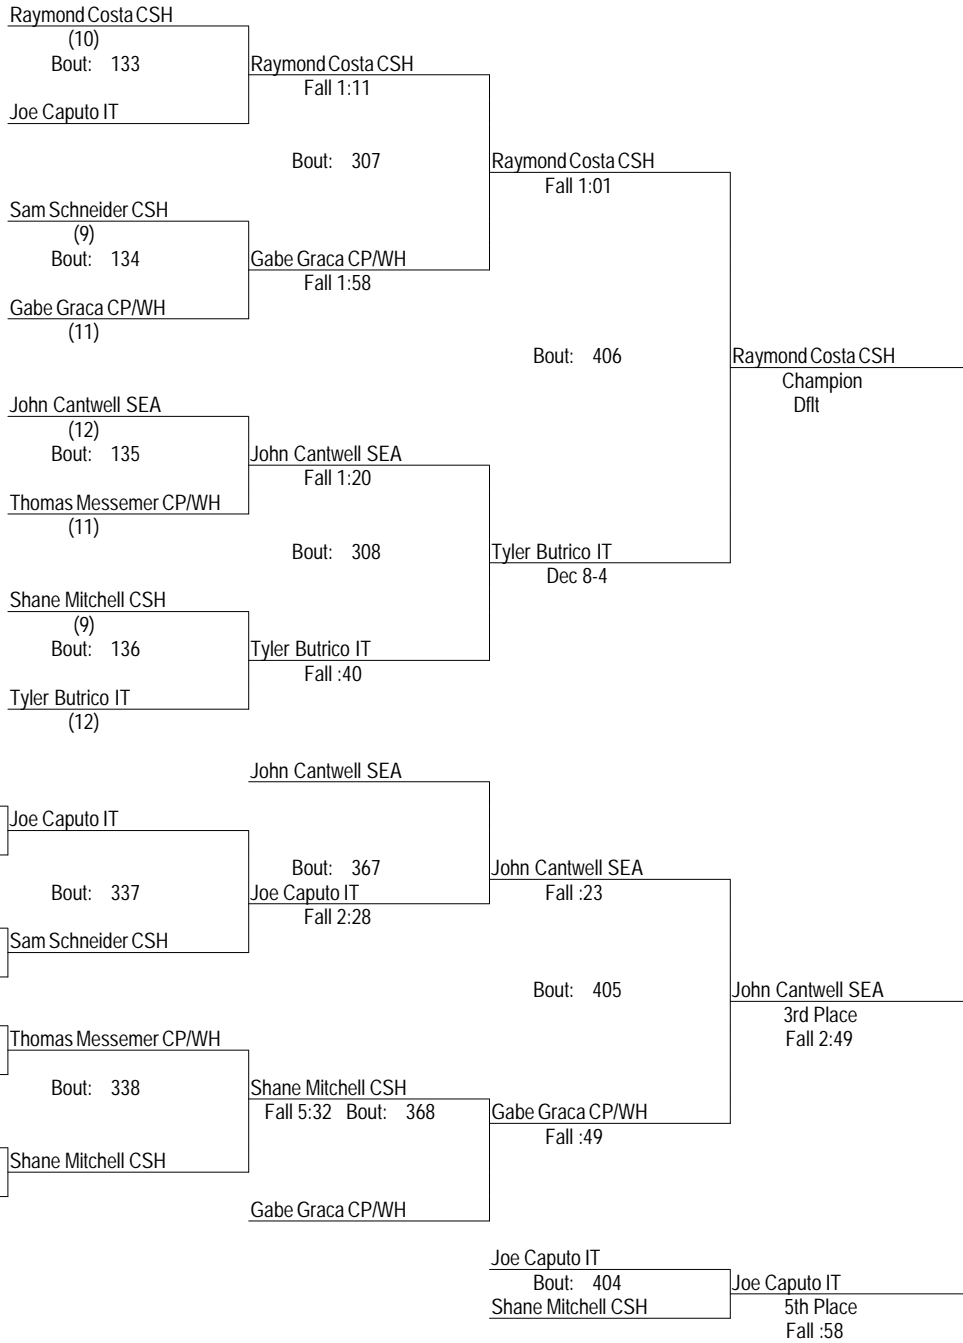 Raymond Costa CSH
(10)
Bout: 133
Raymond Costa CSH
Fall 1:11
Joe Caputo IT
Bout: 307
Raymond Costa CSH
Fall 1:01
Sam Schneider CSH
(9)
Bout: 134
Gabe Graca CP/WH
Fall 1:58
Gabe Graca CP/WH
(11)
Bout: 406
Raymond Costa CSH
Champion
Dflt
John Cantwell SEA
(12)
Bout: 135
John Cantwell SEA
Fall 1:20
Thomas Messemer CP/WH
(11)
Bout: 308
Tyler Butrico IT
Dec 8-4
Shane Mitchell CSH
(9)
Bout: 136
Tyler Butrico IT
Fall :40
Tyler Butrico IT
(12)
John Cantwell SEA
Joe Caputo IT
Bout: 367
John Cantwell SEA
Fall :23
Bout: 337
Joe Caputo IT
Fall 2:28
Sam Schneider CSH
Bout: 405
John Cantwell SEA
3rd Place
Fall 2:49
Thomas Messemer CP/WH
Bout: 338
Shane Mitchell CSH
Fall 5:32 Bout: 368
Gabe Graca CP/WH
Fall :49
Shane Mitchell CSH
Gabe Graca CP/WH
Joe Caputo IT
Bout: 404
Joe Caputo IT
Shane Mitchell CSH
5th Place
Fall :58